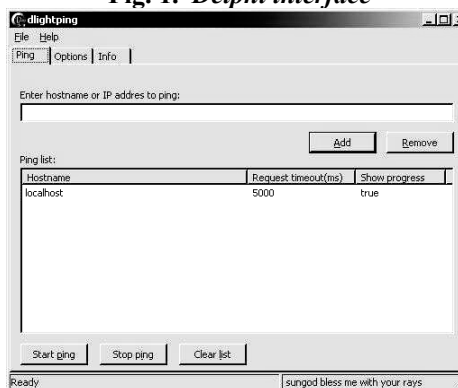 Fig. 1. Delphi interface
dlightping
File Help
Ping Options Info
Enter hostname or IP addres to ping:
Add Remove
Ping list:
Hostname Request timeout(ms) Show progress
localhost 5000 true
Start ping Stop ping Clear list
Ready sungod bless me with your rays